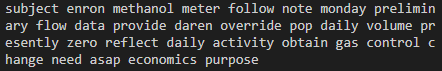 subject enron methanol meter follow note monday prelimin
ary flow data provide daren override pop daily volume pr
esently zero reflect daily activity obtain gas control c
hange need asap economics purpose